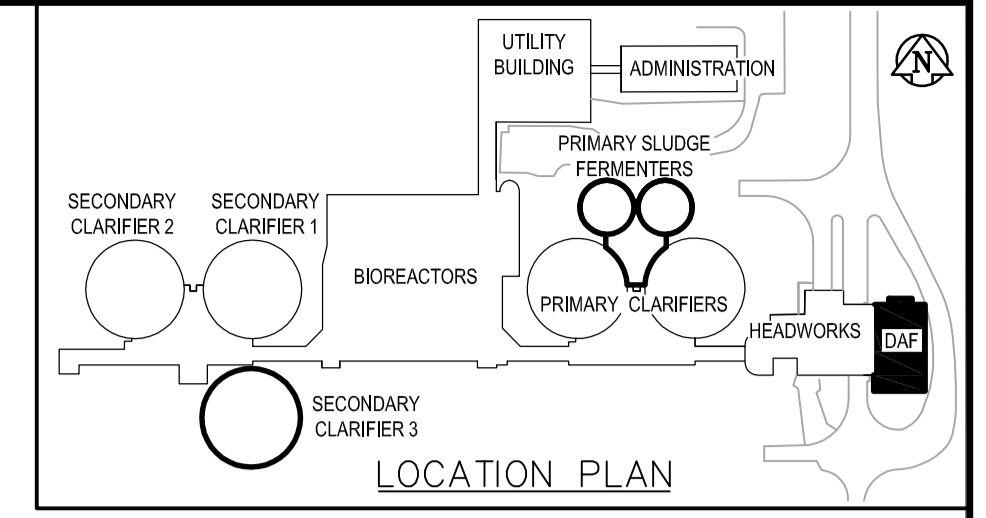 UTILITY
BUILDING
ADMINISTRATION
N
PRIMARY SLUDGE
FERMENTERS
SECONDARY
CLARIFIER 2
SECONDARY
CLARIFIER 1
BIOREACTORS
PRIMARY CLARIFIERS
HEADWORKS
DAF
SECONDARY
CLARIFIER 3
LOCATION PLAN